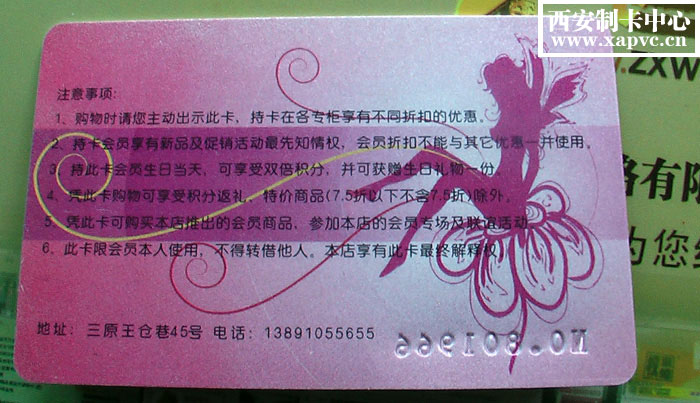 西安制卡中心
www.xapvc.cn
.ZXW
路有限
为您
注意事项:
1、购物时请您主动出示此卡，持卡在各专柜享有不同折扣的优惠。
2、持卡会员享有新品及促销活动最先知情权，会员折扣不能与其它优惠一并使用。
3、持此卡会员生日当天，可享受双倍积分，并可获赠生日礼物一份。
4、凭此卡购物可享受积分返礼，特价商品(7.5折以下不含7.5折)除外。
5、凭此卡可购买本店推出的会员商品，参加本店的会员专场及联谊活动。
6、此卡限会员本人使用，不得转借他人。本店享有此卡最终解释权。
地址: 三原王仓巷45号 电话: 13891055655
NO.801966